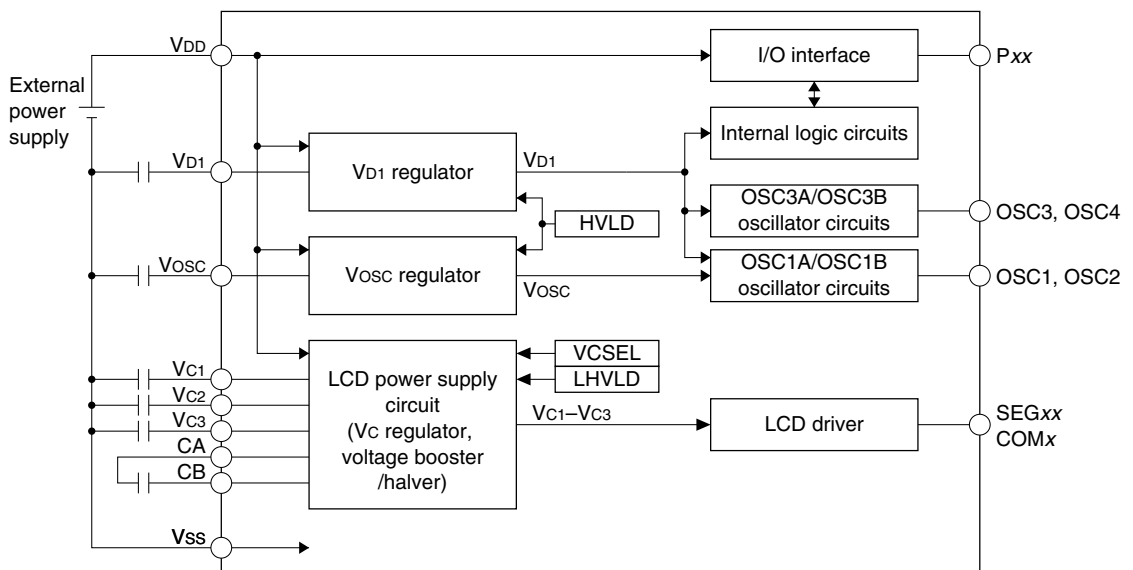 VDD
External
power
supply
I/O interface
Pxx
Internal logic circuits
VD1
VD1 regulator
VD1
OSC3A/OSC3B
oscillator circuits
OSC3, OSC4
HVLD
VOSC
VOSC regulator
VOSC
OSC1A/OSC1B
oscillator circuits
OSC1, OSC2
VC1
VC2
VC3
CA
CB
LCD power supply
circuit
(VC regulator,
voltage booster
/halver)
VCSEL
LHVLD
VC1–VC3
LCD driver
SEGxx
COMx
VSS